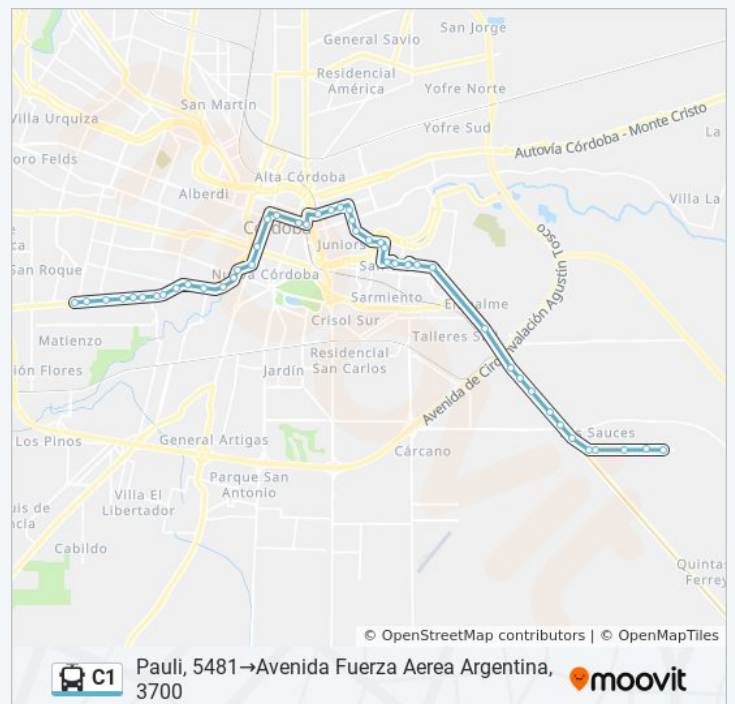 San Jorge
General Savio
Residencial
América
Yofre Norte
San Martín
Villa Urquiza
Yofre Sud
Autovía Córdoba - Monte Cristo
La
oro Felds
Alta Córdoba
Alberdi
Villa La
Córdoba
Juniors
San Roque
Nueva Córdoba
San
Sarmiento
Empalme
Avenida de Circunvalación Agustín Tosco
Crisol Sur
Talleres S
Matienzo
Residencial
San Carlos
ión Flores
Jardín
Los Pinos
General Artigas
s Sauces
Cárcano
Parque San
Antonio
Villa El
Libertador
uis de
ncia
Cabildo
Quintas
Ferrey
© OpenStreetMap contributors | © OpenMapTiles
C1
Pauli, 5481→Avenida Fuerza Aerea Argentina,
3700
moovit